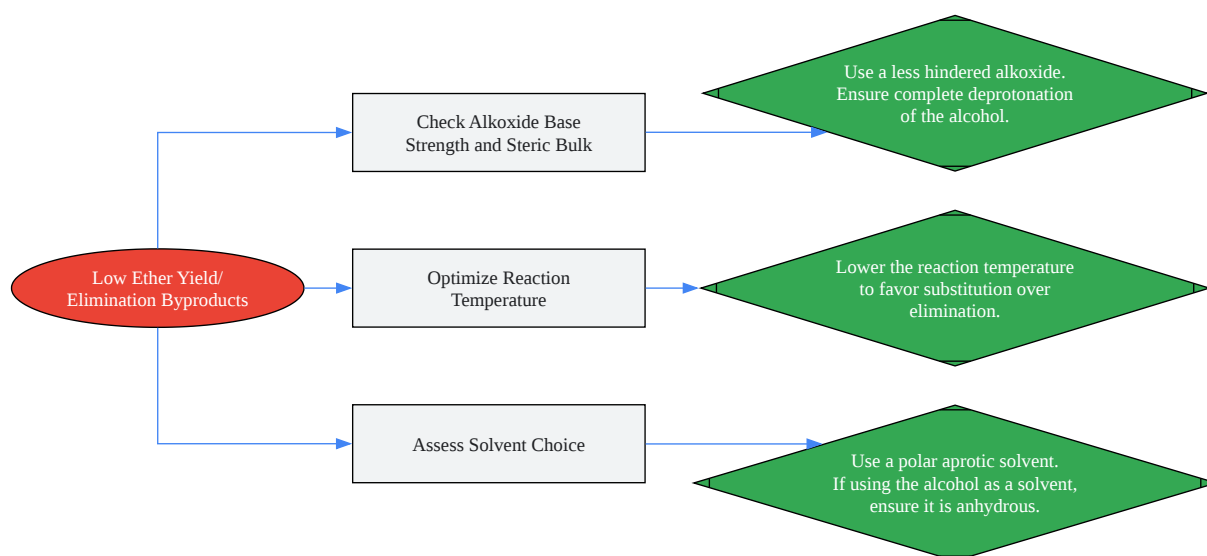 Low Ether Yield/
Elimination Byproducts
Check Alkoxide Base
Strength and Steric Bulk
Use a less hindered alkoxide.
Ensure complete deprotonation
of the alcohol.
Optimize Reaction
Temperature
Lower the reaction temperature
to favor substitution over
elimination.
Assess Solvent Choice
Use a polar aprotic solvent.
If using the alcohol as a solvent,
ensure it is anhydrous.